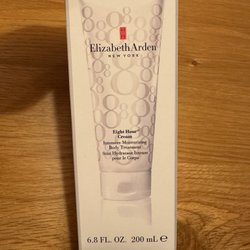 Elizabeth Arden
NEW YORK
Eight Hour
Cream
Intensive Moisturizing
Body Treatment
Soin Hydratant Intense
pour le Corps
6.8 FL. OZ. 200 mL e